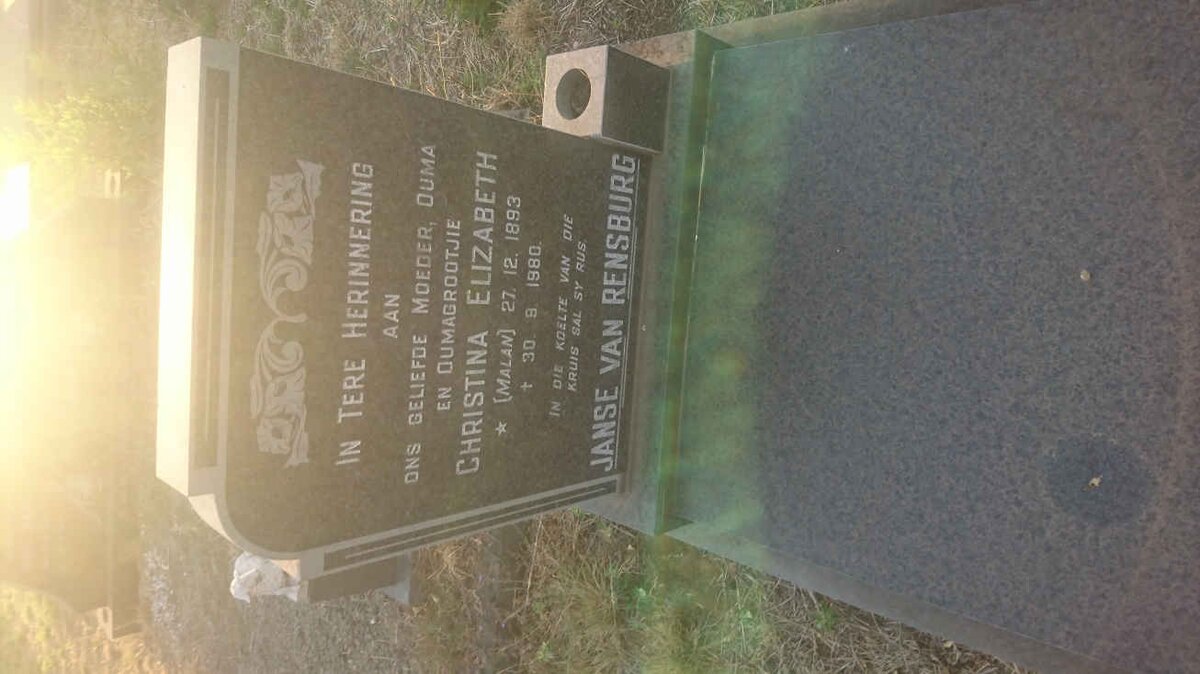 IN TERE HERINNERING
AAN
ONS GELIEFDE MOEDER, OUMA
EN OUMAGROOTJIE
CHRISTINA ELIZABETH
★ (MALAN) 27. 12. 1893
† 30. 9. 1980.
IN DIE KOELTE VAN DIE
KRUIS SAL SY RUS.
JANSE VAN RENSBURG